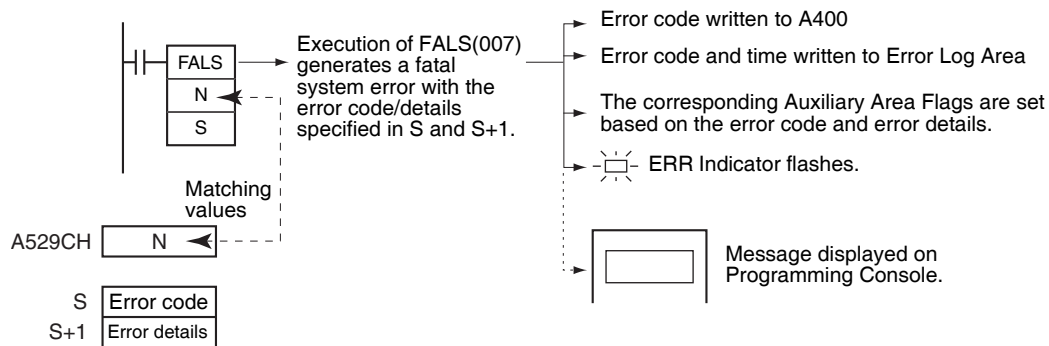 FALS
N
S
Execution of FALS(007)
generates a fatal
system error with the
error code/details
specified in S and S+1.
Error code written to A400
Error code and time written to Error Log Area
The corresponding Auxiliary Area Flags are set
based on the error code and error details.
ERR Indicator flashes.
Message displayed on
Programming Console.
Matching
values
A529CH N
S Error code
S+1 Error details